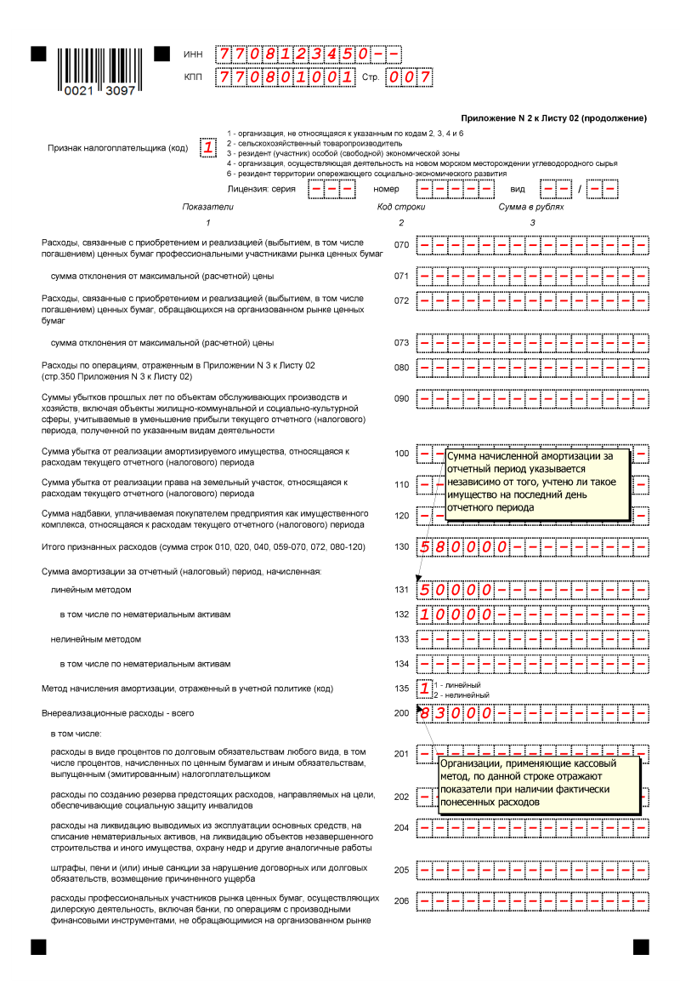 ИНН 7708123450--
КПП 770801001 Стр. 007
0021 3097
Приложение N 2 к Листу 02 (продолжение)
Признак налогоплательщика (код) 1
1 - организация, не относящаяся к указанным по кодам 2, 3, 4 и 6
2 - сельскохозяйственный товаропроизводитель
3 - резидент (участник) особой (свободной) экономической зоны
4 - организация, осуществляющая деятельность на новом морском месторождении углеводородного сырья
6 - резидент территории опережающего социально-экономического развития
Лицензия: серия --- номер ----- вид -- / --
Показатели Код строки Сумма в рублях
1 2 3
Расходы, связанные с приобретением и реализацией (выбытием, в том числе 070 ---------------
погашением) ценных бумаг профессиональными участниками рынка ценных бумаг
сумма отклонения от максимальной (расчетной) цены 071 ---------------
Расходы, связанные с приобретением и реализацией (выбытием, в том числе 072 ---------------
погашением) ценных бумаг, обращающихся на организованном рынке ценных
бумаг
сумма отклонения от максимальной (расчетной) цены 073 ---------------
Расходы по операциям, отраженным в Приложении N 3 к Листу 02 080 ---------------
(стр.350 Приложения N 3 к Листу 02)
Суммы убытков прошлых лет по объектам обслуживающих производств и 090 ---------------
хозяйств, включая объекты жилищно-коммунальной и социально-культурной
сферы, учитываемые в уменьшение прибыли текущего отчетного (налогового)
периода, полученной по указанным видам деятельности
Сумма убытка от реализации амортизируемого имущества, относящаяся к 100 --
расходам текущего отчетного (налогового) периода
Сумма убытка от реализации права на земельный участок, относящаяся к 110 --
расходам текущего отчетного (налогового) периода
Сумма надбавки, уплачиваемая покупателем предприятия как имущественного 120 --
комплекса, относящаяся к расходам текущего отчетного (налогового) периода
Сумма начисленной амортизации за
отчетный период указывается
независимо от того, учтено ли такое
имущество на последний день
отчетного периода
Итого признанных расходов (сумма строк 010, 020, 040, 059-070, 072, 080-120) 130 580000---------
Сумма амортизации за отчетный (налоговый) период, начисленная:
линейным методом 131 50000----------
в том числе по нематериальным активам 132 10000----------
нелинейным методом 133 ---------------
в том числе по нематериальным активам 134 ---------------
Метод начисления амортизации, отраженный в учетной политике (код) 135 1 1 - линейный
2 - нелинейный
Внереализационные расходы - всего 200 83000----------
в том числе:
расходы в виде процентов по долговым обязательствам любого вида, в том 201 ---------------
числе процентов, начисленных по ценным бумагам и иным обязательствам,
выпущенным (эмитированным) налогоплательщиком
Организации, применяющие кассовый
метод, по данной строке отражают
показатели при наличии фактически
понесенных расходов
расходы по созданию резерва предстоящих расходов, направляемых на цели, 202 --
обеспечивающие социальную защиту инвалидов
расходы на ликвидацию выводимых из эксплуатации основных средств, на 204 ---------------
списание нематериальных активов, на ликвидацию объектов незавершенного
строительства и иного имущества, охрану недр и другие аналогичные работы
штрафы, пени и (или) иные санкции за нарушение договорных или долговых 205 ---------------
обязательств, возмещение причиненного ущерба
расходы профессиональных участников рынка ценных бумаг, осуществляющих 206 ---------------
дилерскую деятельность, включая банки, по операциям с производными
финансовыми инструментами, не обращающимися на организованном рынке